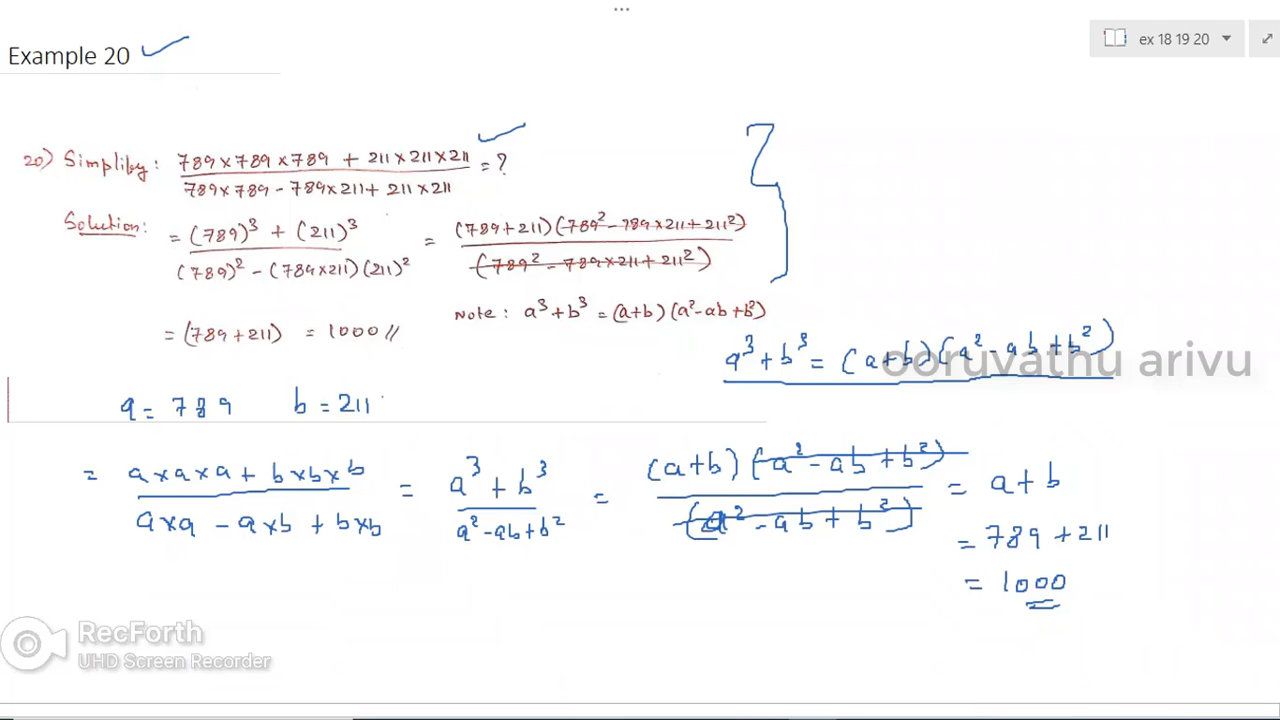 ...
Example 20
ex 18 19 20
20) Simplify: 789×789×789 + 211×211×211 / 789×789 - 789×211 + 211×211 = ?
Solution: = (789)³ + (211)³ / (789)² - (789×211)(211)² = (789+211)(789² - 789×211+211²) / (789² - 789×211+211²)
Note: a³+b³ = (a+b)(a²-ab+b²)
= (789+211) = 1000 //
a³+b³ = (a+b)(a²-ab+b²)
ooruvathu arivu
a = 789 b = 211
= a×a×a + b×b×b / a×a - a×b + b×b = a³+b³ / a²-ab+b² = (a+b)(a²-ab+b²) / (a²-ab+b²) = a+b
= 789+211
= 1000
RecForth
UHD Screen Recorder